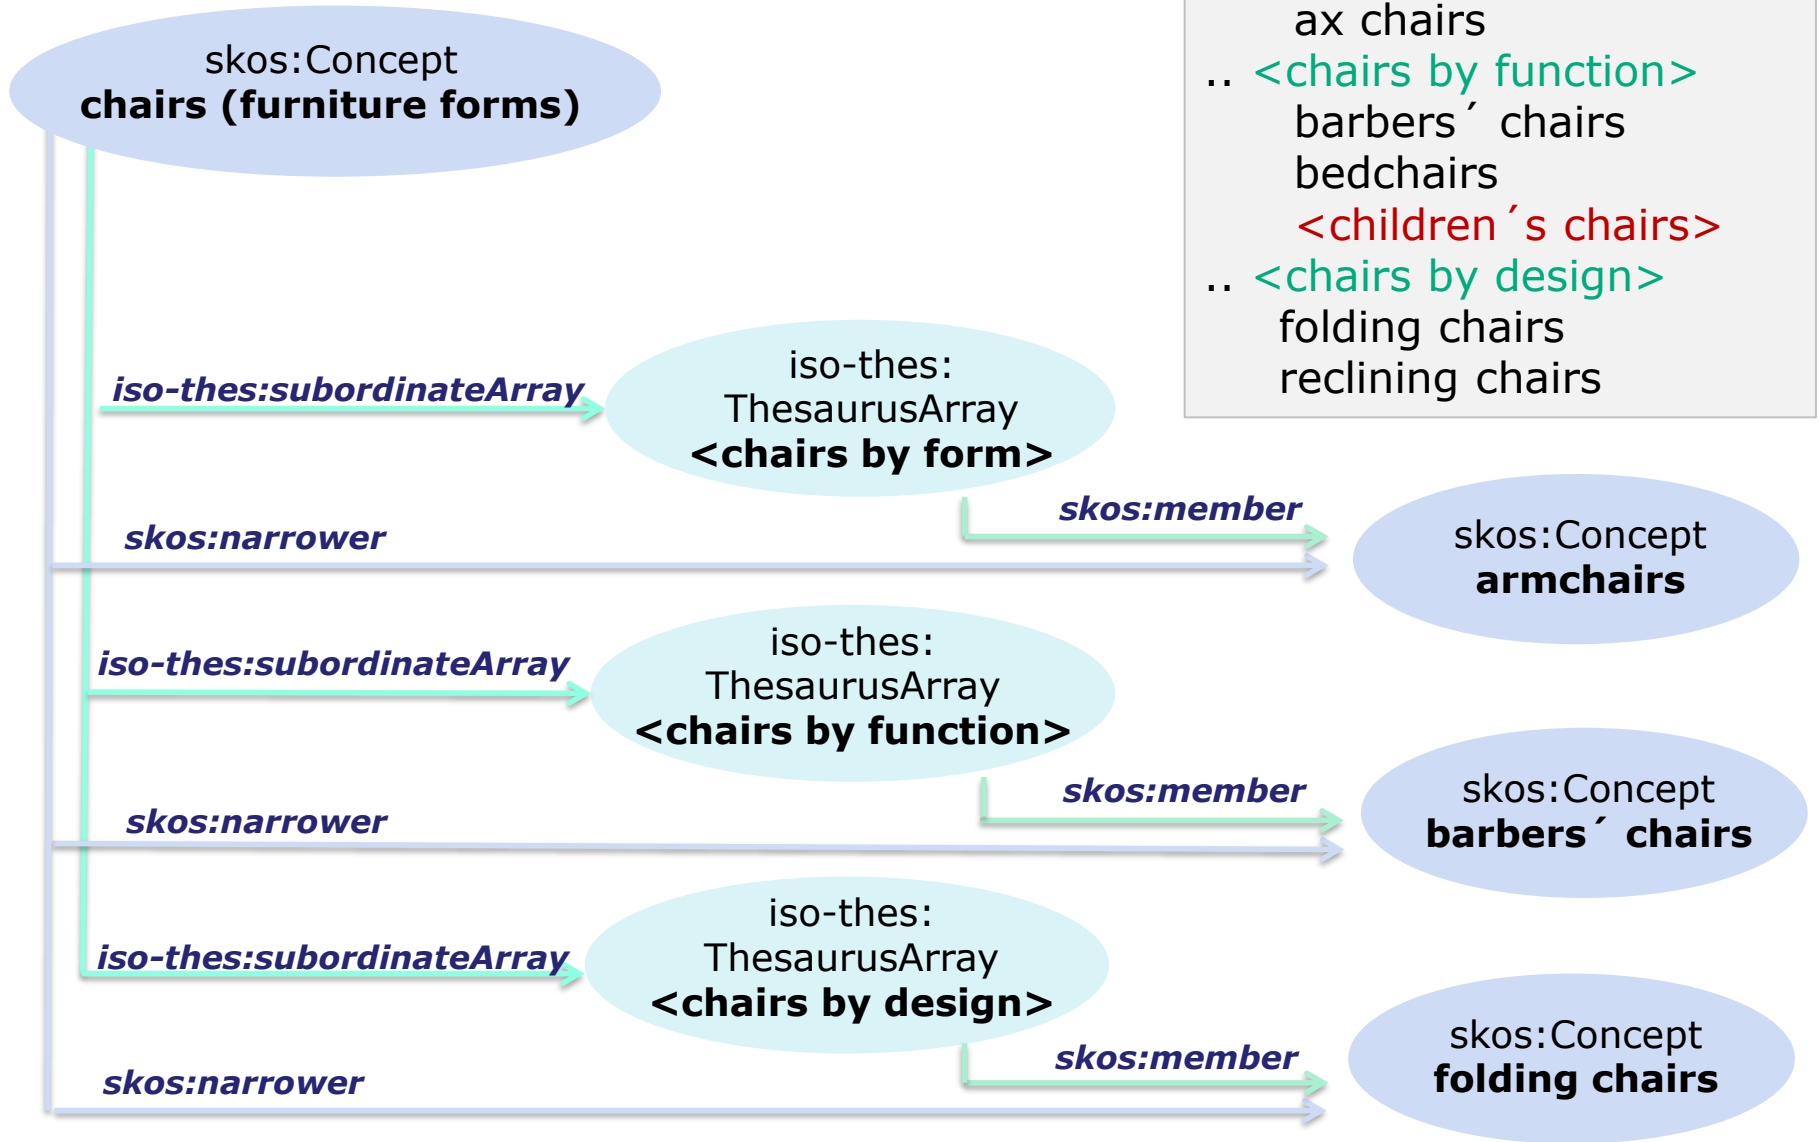 skos:Concept
chairs (furniture forms)
ax chairs
.. <chairs by function>
barbers´ chairs
bedchairs
<children´s chairs>
.. <chairs by design>
folding chairs
reclining chairs
iso-thes:subordinateArray
iso-thes:
ThesaurusArray
<chairs by form>
skos:member
skos:narrower
skos:Concept
armchairs
iso-thes:subordinateArray
iso-thes:
ThesaurusArray
<chairs by function>
skos:member
skos:narrower
skos:Concept
barbers´ chairs
iso-thes:subordinateArray
iso-thes:
ThesaurusArray
<chairs by design>
skos:member
skos:narrower
skos:Concept
folding chairs